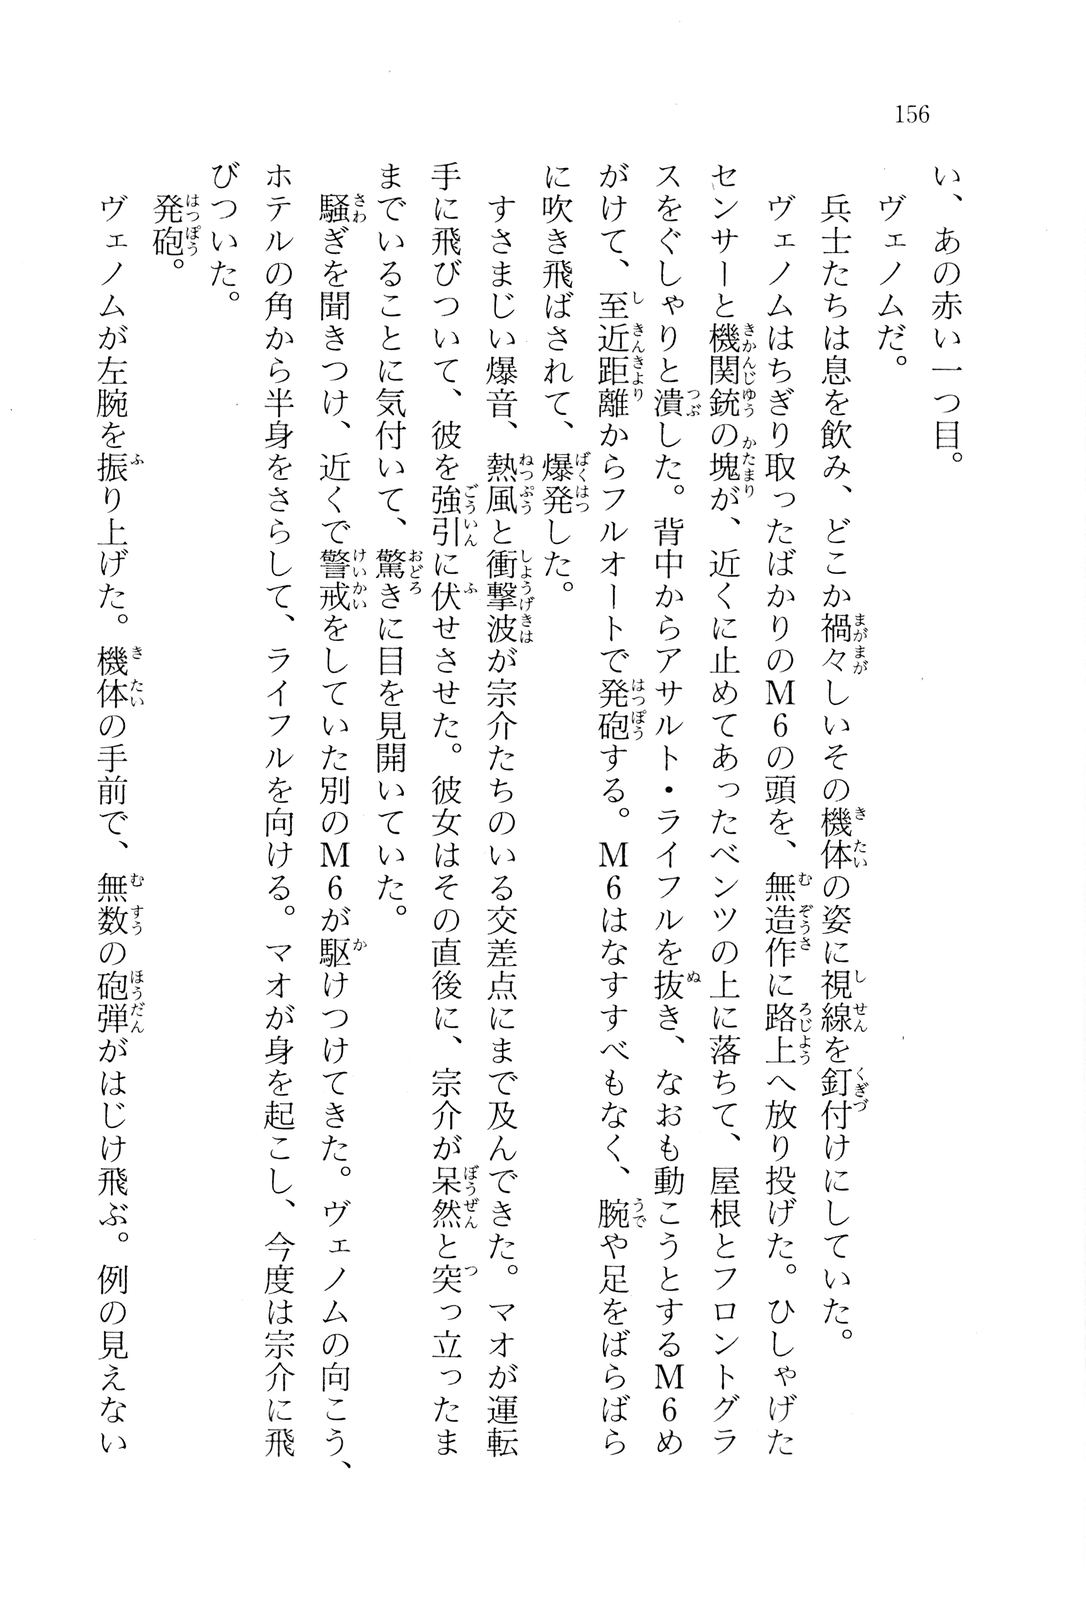 156
い、あの赤い一つ目。
ヴェノムだ。
兵士たちは息を飲み、どこか禍々しいその機体の姿に視線を釘付けにしていた。
ヴェノムはちぎり取ったばかりのM6の頭を、無造作に路上へ放り投げた。ひしゃげた
センサーと機関銃の塊が、近くに止めてあったベンツの上に落ちて、屋根とフロントグラ
スをぐしゃりと潰した。背中からアサルト・ライフルを抜き、なおも動こうとするM6め
がけて、至近距離からフルオートで発砲する。M6はなすすべもなく、腕や足をばらばら
に吹き飛ばされて、爆発した。
すさまじい爆音、熱風と衝撃波が宗介たちのいる交差点にまで及んできた。マオが運転
手に飛びついて、彼を強引に伏せさせた。彼女はその直後に、宗介が呆然と突っ立ったま
までいることに気付いて、驚きに目を見開いていた。
騒ぎを聞きつけ、近くで警戒をしていた別のM6が駆けつけてきた。ヴェノムの向こう、
ホテルの角から半身をさらして、ライフルを向ける。マオが身を起こし、今度は宗介に飛
びついた。
発砲。
ヴェノムが左腕を振り上げた。機体の手前で、無数の砲弾がはじけ飛ぶ。例の見えない